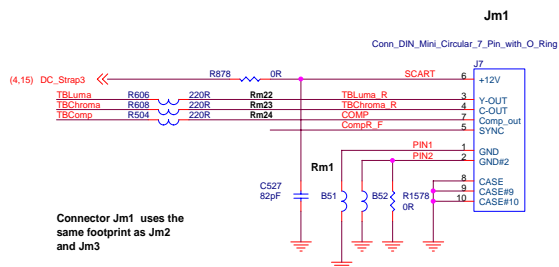 Jm1
Conn_DIN_Mini_Circular_7_Pin_with_O_Ring
J7
(4,15) DC_Strap3 R878 0R SCART 6 +12V
TBLuma R606 220R Rm22 TBLuma_R 3 Y-OUT
TBChroma R608 220R Rm23 TBChroma_R 4 C-OUT
TBComp R504 220R Rm24 COMP 7 Comp_out
CompR_F 5 SYNC
PIN1 1 GND
PIN2 2 GND#2
Rm1
8 CASE
9 CASE#9
10 CASE#10
C527
82pF
B51
B52
R1578
0R
Connector Jm1 uses the
same footprint as Jm2
and Jm3